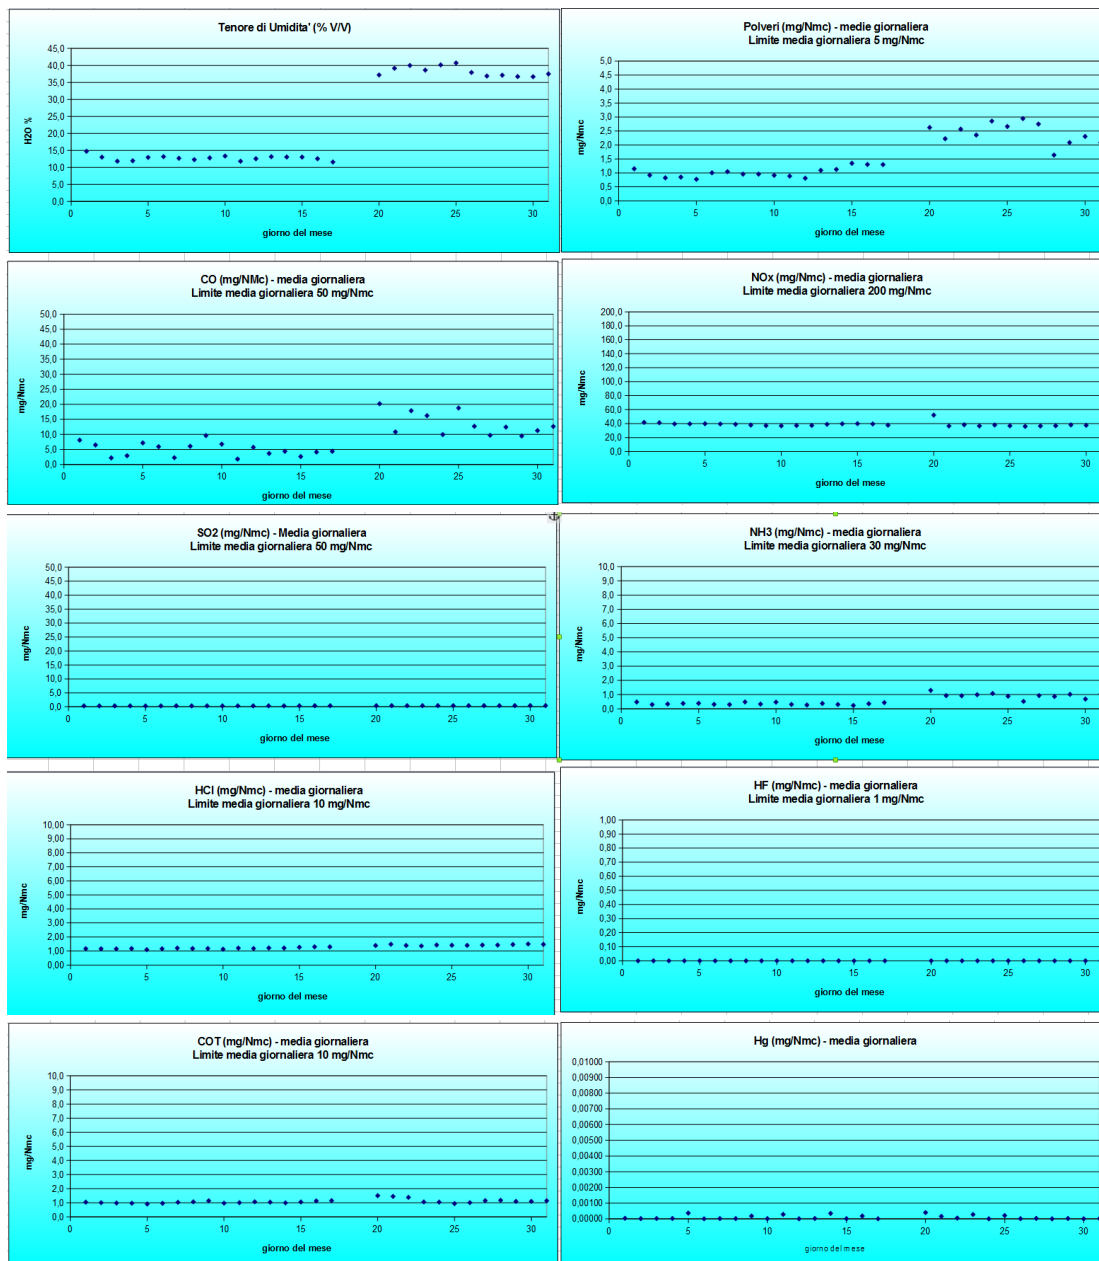 Tenore di Umidita' (% V/V)
45,0
40,0
35,0
30,0
25,0
20,0
15,0
10,0
5,0
0,0
H2O %
0 5 10 15 20 25 30
giorno del mese
Polveri (mg/Nmc) - medie giornaliera
Limite media giornaliera 5 mg/Nmc
5,0
4,5
4,0
3,5
3,0
2,5
2,0
1,5
1,0
0,5
0,0
mg/Nmc
0 5 10 15 20 25 30
giorno del mese
CO (mg/NMc) - media giornaliera
Limite media giornaliera 50 mg/Nmc
50,0
45,0
40,0
35,0
30,0
25,0
20,0
15,0
10,0
5,0
0,0
mg/Nmc
0 5 10 15 20 25 30
giorno del mese
NOx (mg/Nmc) - media giornaliera
Limite media giornaliera 200 mg/Nmc
200,0
180,0
160,0
140,0
120,0
100,0
80,0
60,0
40,0
20,0
0,0
mg/Nmc
0 5 10 15 20 25 30
giorno del mese
SO2 (mg/Nmc) - Media giornaliera
Limite media giornaliera 50 mg/Nmc
50,0
45,0
40,0
35,0
30,0
25,0
20,0
15,0
10,0
5,0
0,0
mg/Nmc
0 5 10 15 20 25 30
giorno del mese
NH3 (mg/Nmc) - media giornaliera
Limite media giornaliera 30 mg/Nmc
10,0
9,0
8,0
7,0
6,0
5,0
4,0
3,0
2,0
1,0
0,0
mg/Nmc
0 5 10 15 20 25 30
giorno del mese
HCl (mg/Nmc) - media giornaliera
Limite media giornaliera 10 mg/Nmc
10,00
9,00
8,00
7,00
6,00
5,00
4,00
3,00
2,00
1,00
0,00
mg/Nmc
0 5 10 15 20 25 30
giorno del mese
HF (mg/Nmc) - media giornaliera
Limite media giornaliera 1 mg/Nmc
1,00
0,90
0,80
0,70
0,60
0,50
0,40
0,30
0,20
0,10
0,00
mg/Nmc
0 5 10 15 20 25 30
giorno del mese
COT (mg/Nmc) - media giornaliera
Limite media giornaliera 10 mg/Nmc
10,0
9,0
8,0
7,0
6,0
5,0
4,0
3,0
2,0
1,0
0,0
mg/Nmc
0 5 10 15 20 25 30
giorno del mese
Hg (mg/Nmc) - media giornaliera
0,01000
0,00900
0,00800
0,00700
0,00600
0,00500
0,00400
0,00300
0,00200
0,00100
0,00000
mg/Nmc
0 5 10 15 20 25 30
giorno del mese